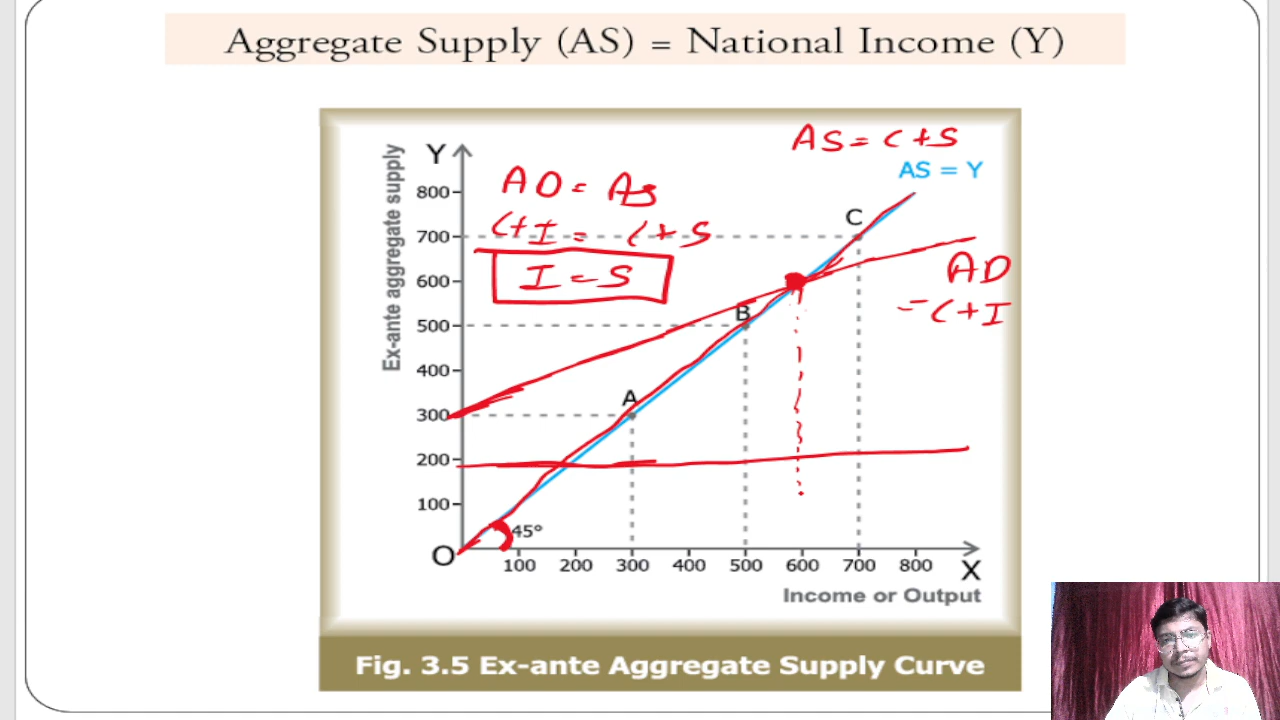 Aggregate Supply (AS) = National Income (Y)
AS = C + S
AS = Y
Y
Ex-ante aggregate supply
AD = AS
C + I = C + S
I = S
800
700
600
500
400
300
200
100
C
B
A
AD
= C + I
45°
O
100 200 300 400 500 600 700 800
X
Income or Output
Fig. 3.5 Ex-ante Aggregate Supply Curve